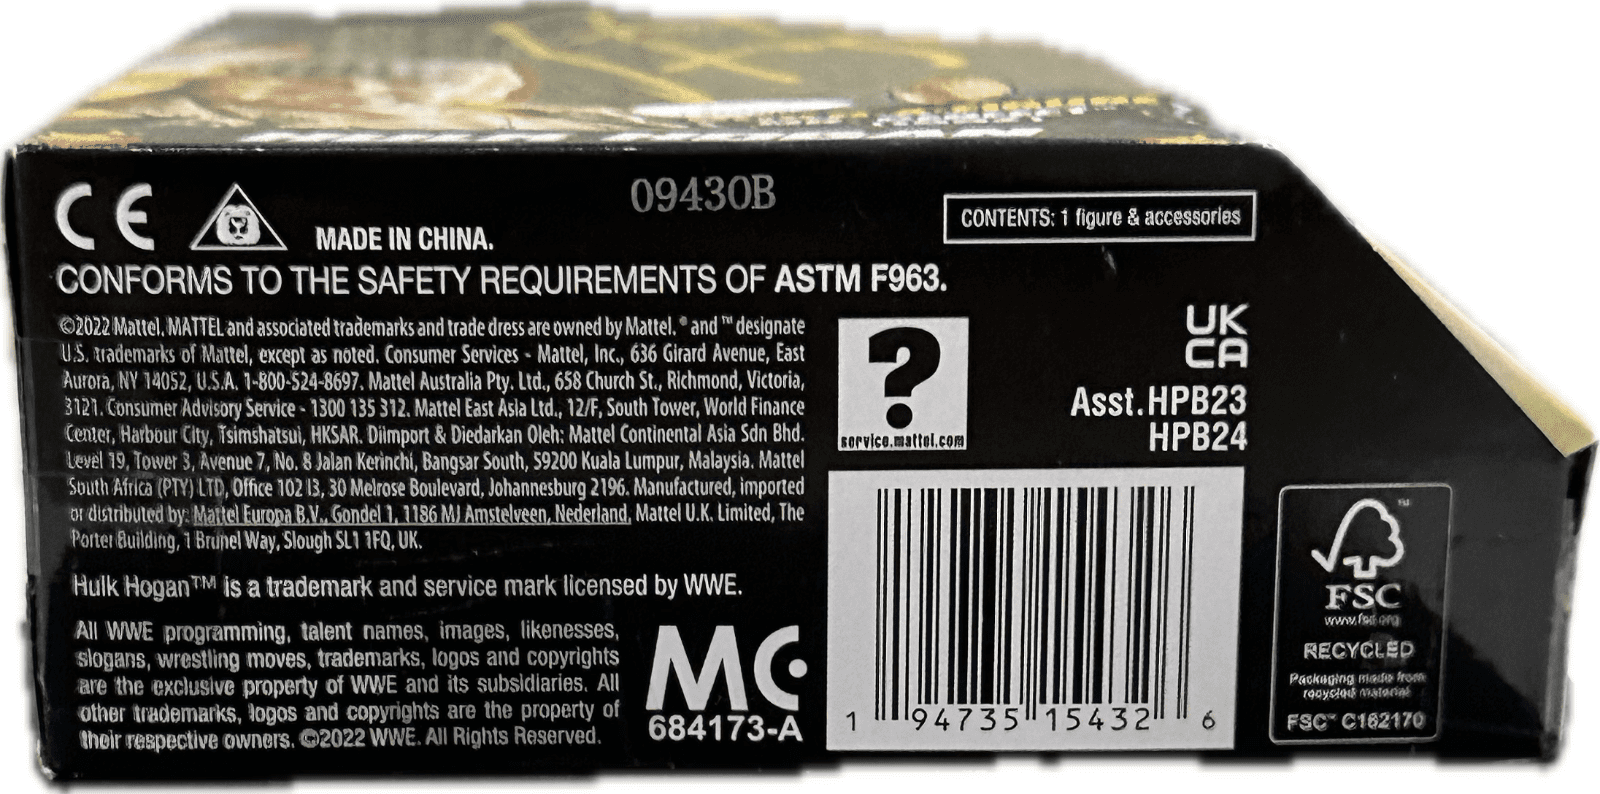 09430B
CE
MADE IN CHINA.
CONTENTS: 1 figure & accessories
CONFORMS TO THE SAFETY REQUIREMENTS OF ASTM F963.
©2022 Mattel. MATTEL and associated trademarks and trade dress are owned by Mattel. ® and ™ designate
U.S. trademarks of Mattel, except as noted. Consumer Services - Mattel, Inc., 636 Girard Avenue, East
Aurora, NY 14052, U.S.A. 1-800-524-8697. Mattel Australia Pty. Ltd., 658 Church St., Richmond, Victoria,
3121. Consumer Advisory Service - 1300 135 312. Mattel East Asia Ltd., 12/F, South Tower, World Finance
Center, Harbour City, Tsimshatsui, HKSAR. Diimport & Diedarkan Oleh: Mattel Continental Asia Sdn Bhd.
Level 19, Tower 3, Avenue 7, No. 8 Jalan Kerinchi, Bangsar South, 59200 Kuala Lumpur, Malaysia. Mattel
South Africa (PTY) LTD, Office 102 I3, 30 Melrose Boulevard, Johannesburg 2196. Manufactured, imported
or distributed by: Mattel Europa B.V., Gondel 1, 1186 MJ Amstelveen, Nederland. Mattel U.K. Limited, The
Porter Building, 1 Brunel Way, Slough SL1 1FQ, UK.
?
service.mattel.com
UK
CA
Asst.HPB23
HPB24
Hulk Hogan™ is a trademark and service mark licensed by WWE.
All WWE programming, talent names, images, likenesses,
slogans, wrestling moves, trademarks, logos and copyrights
are the exclusive property of WWE and its subsidiaries. All
other trademarks, logos and copyrights are the property of
their respective owners. ©2022 WWE. All Rights Reserved.
MC
684173-A
1 94735 15432 6
™
FSC
www.fsc.org
RECYCLED
Packaging made from
recycled material
FSC™ C162170